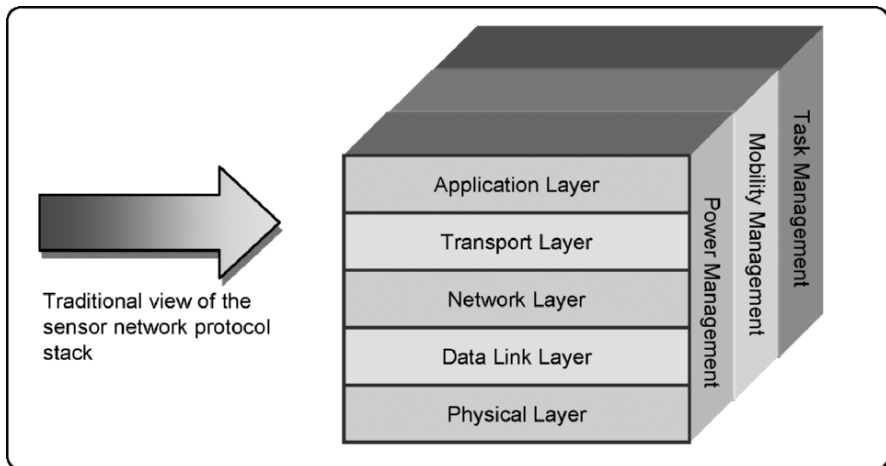 Application Layer
Transport Layer
Network Layer
Data Link Layer
Physical Layer
Power Management
Mobility Management
Task Management
Traditional view of the
sensor network protocol
stack